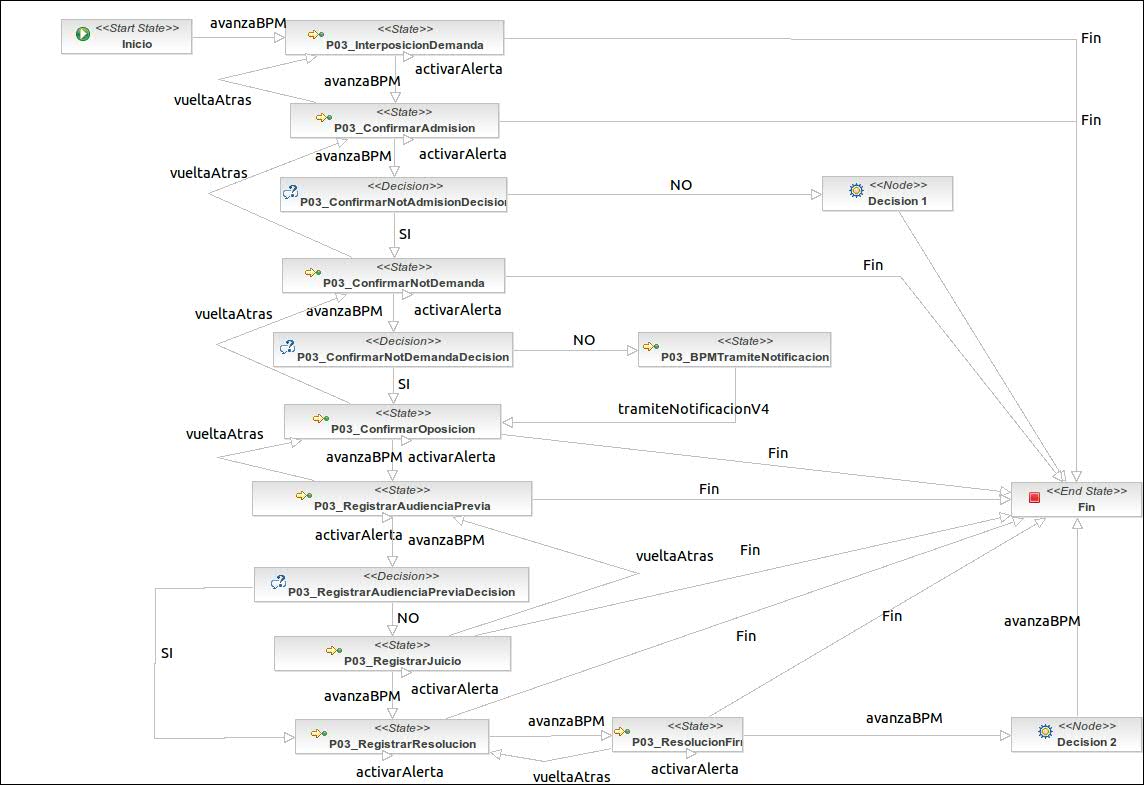 <<Start State>>
Inicio
avanzaBPM
<<State>>
P03_InterposicionDemanda
Fin
activarAlerta
avanzaBPM
vueltaAtras
<<State>>
P03_ConfirmarAdmision
Fin
avanzaBPM
activarAlerta
vueltaAtras
<<Decision>>
P03_ConfirmarNotAdmisionDecision
NO
<<Node>>
Decision 1
SI
<<State>>
P03_ConfirmarNotDemanda
Fin
vueltaAtras
avanzaBPM
activarAlerta
<<Decision>>
P03_ConfirmarNotDemandaDecision
NO
<<State>>
P03_BPMTramiteNotificacion
SI
tramiteNotificacionV4
<<State>>
P03_ConfirmarOposicion
vueltaAtras
avanzaBPM
activarAlerta
Fin
<<State>>
P03_RegistrarAudienciaPrevia
Fin
<<End State>>
Fin
activarAlerta
avanzaBPM
vueltaAtras
Fin
<<Decision>>
P03_RegistrarAudienciaPreviaDecision
NO
Fin
avanzaBPM
Fin
SI
<<State>>
P03_RegistrarJuicio
avanzaBPM
activarAlerta
<<State>>
P03_RegistrarResolucion
avanzaBPM
<<State>>
P03_ResolucionFirm
avanzaBPM
<<Node>>
Decision 2
activarAlerta
vueltaAtras
activarAlerta